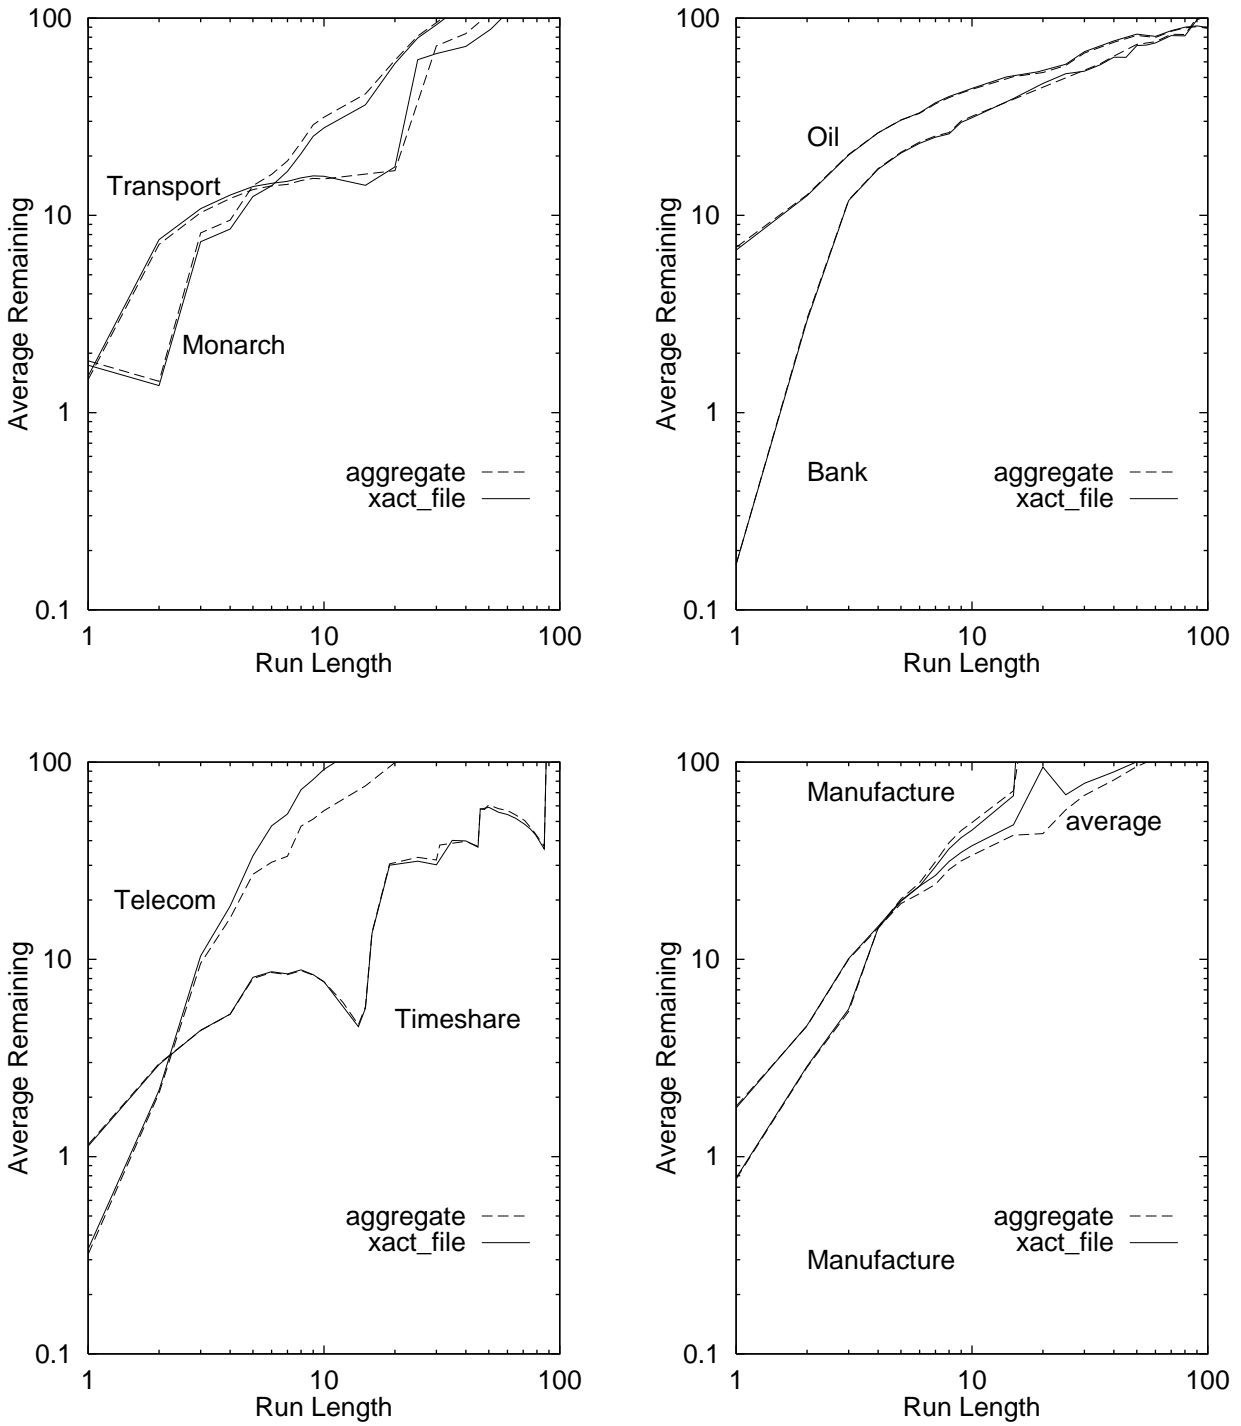 100
10
1
0.1
Average Remaining
Transport
Monarch
aggregate
xact_file
1 10 100
Run Length
100
10
1
0.1
Average Remaining
Oil
Bank
aggregate
xact_file
1 10 100
Run Length
100
10
1
0.1
Average Remaining
Telecom
Timeshare
aggregate
xact_file
1 10 100
Run Length
100
10
1
0.1
Average Remaining
Manufacture
average
aggregate
xact_file
Manufacture
1 10 100
Run Length